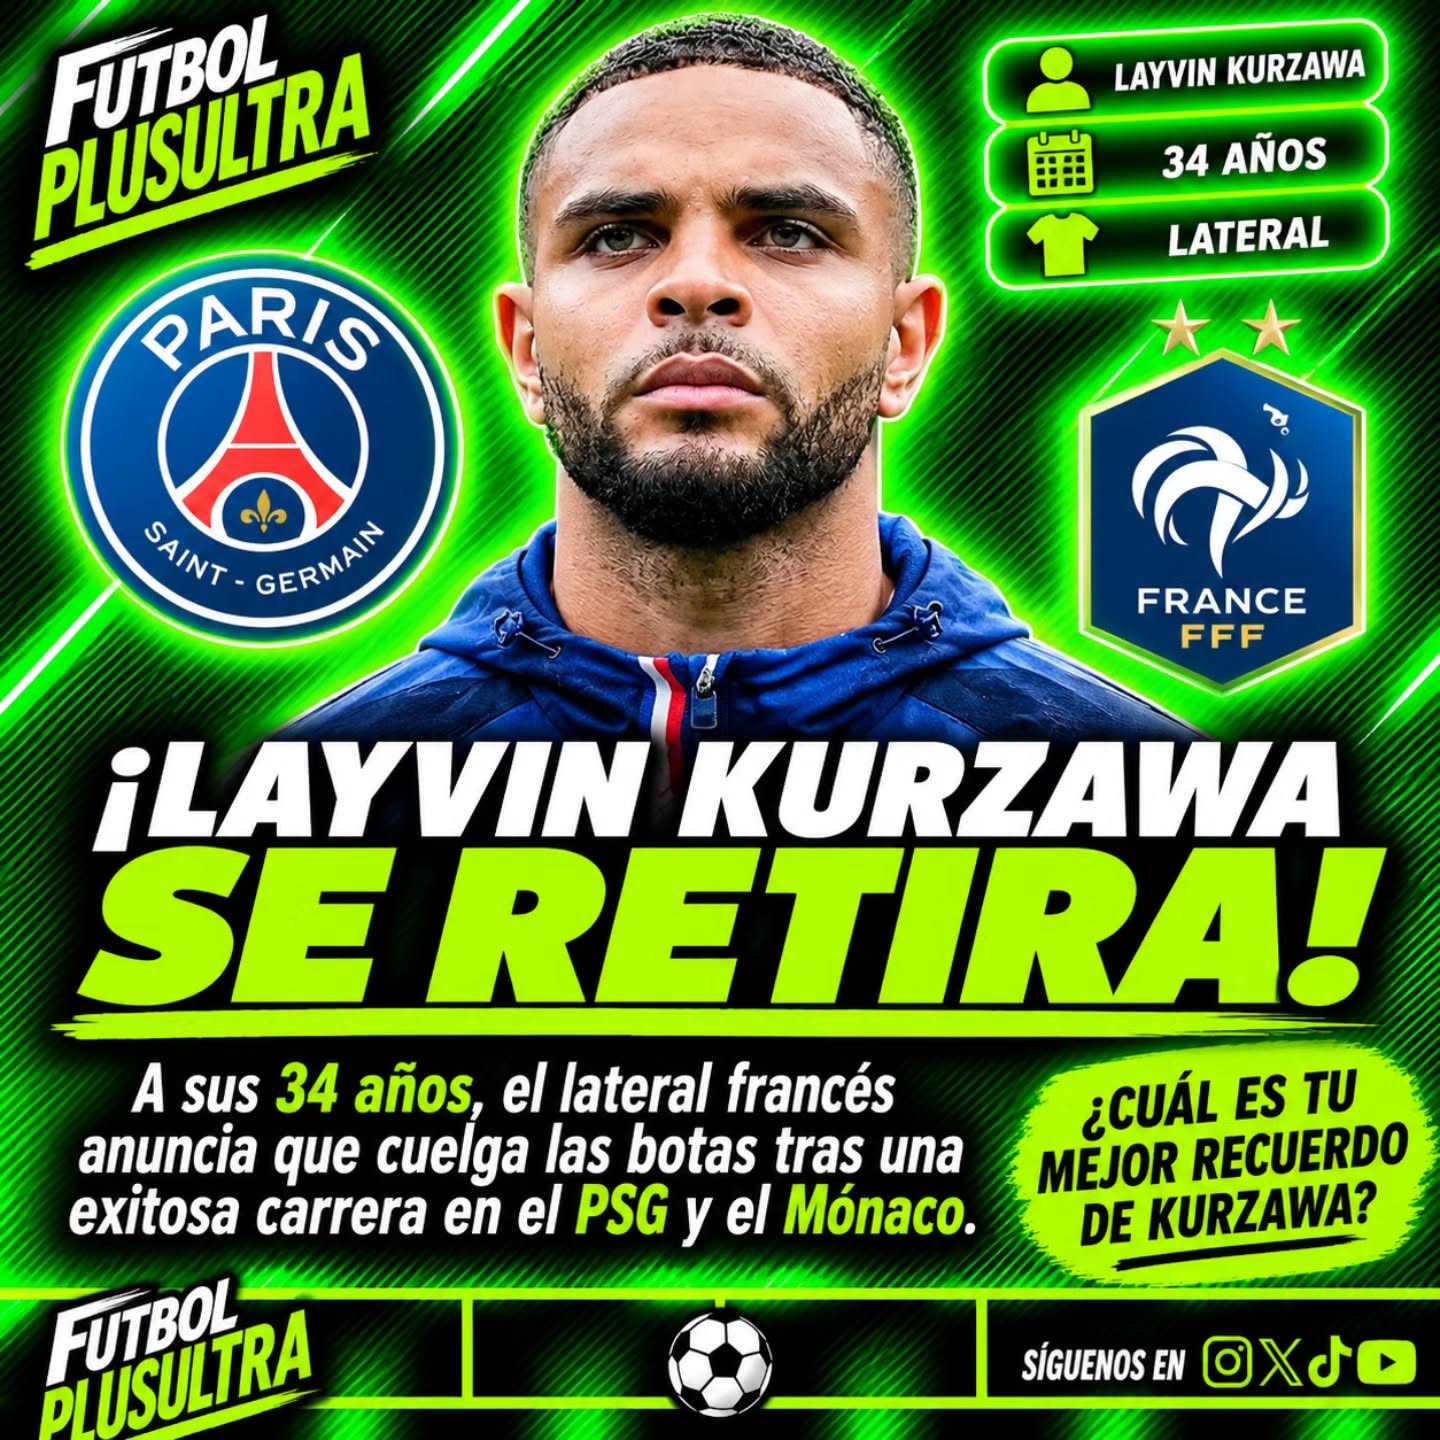 FUTBOL
PLUSULTRA
LAYVIN KURZAWA
34 AÑOS
LATERAL
PARIS
SAINT - GERMAIN
FRANCE
FFF
¡LAYVIN KURZAWA
SE RETIRA!
A sus 34 años, el lateral francés
anuncia que cuelga las botas tras una
exitosa carrera en el PSG y el Mónaco.
¿CUÁL ES TU
MEJOR RECUERDO
DE KURZAWA?
FUTBOL
PLUSULTRA
SÍGUENOS EN